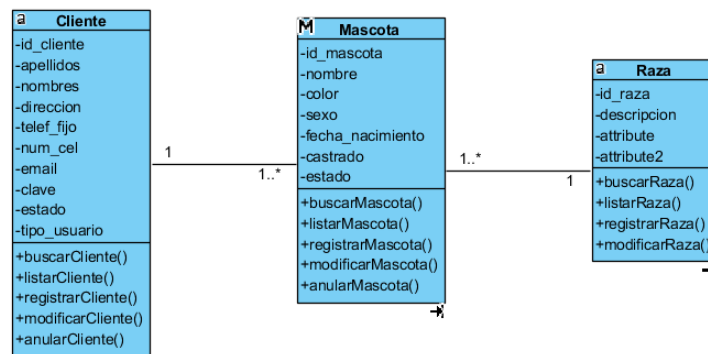 a
Cliente
-id_cliente
-apellidos
-nombres
-direccion
-telef_fijo
-num_cel
-email
-clave
-estado
-tipo_usuario
+buscarCliente()
+listarCliente()
+registrarCliente()
+modificarCliente()
+anularCliente()
1
1..*
M
Mascota
-id_mascota
-nombre
-color
-sexo
-fecha_nacimiento
-castrado
-estado
+buscarMascota()
+listarMascota()
+registrarMascota()
+modificarMascota()
+anularMascota()
1..*
1
a
Raza
-id_raza
-descripcion
-attribute
-attribute2
+buscarRaza()
+listarRaza()
+registrarRaza()
+modificarRaza()